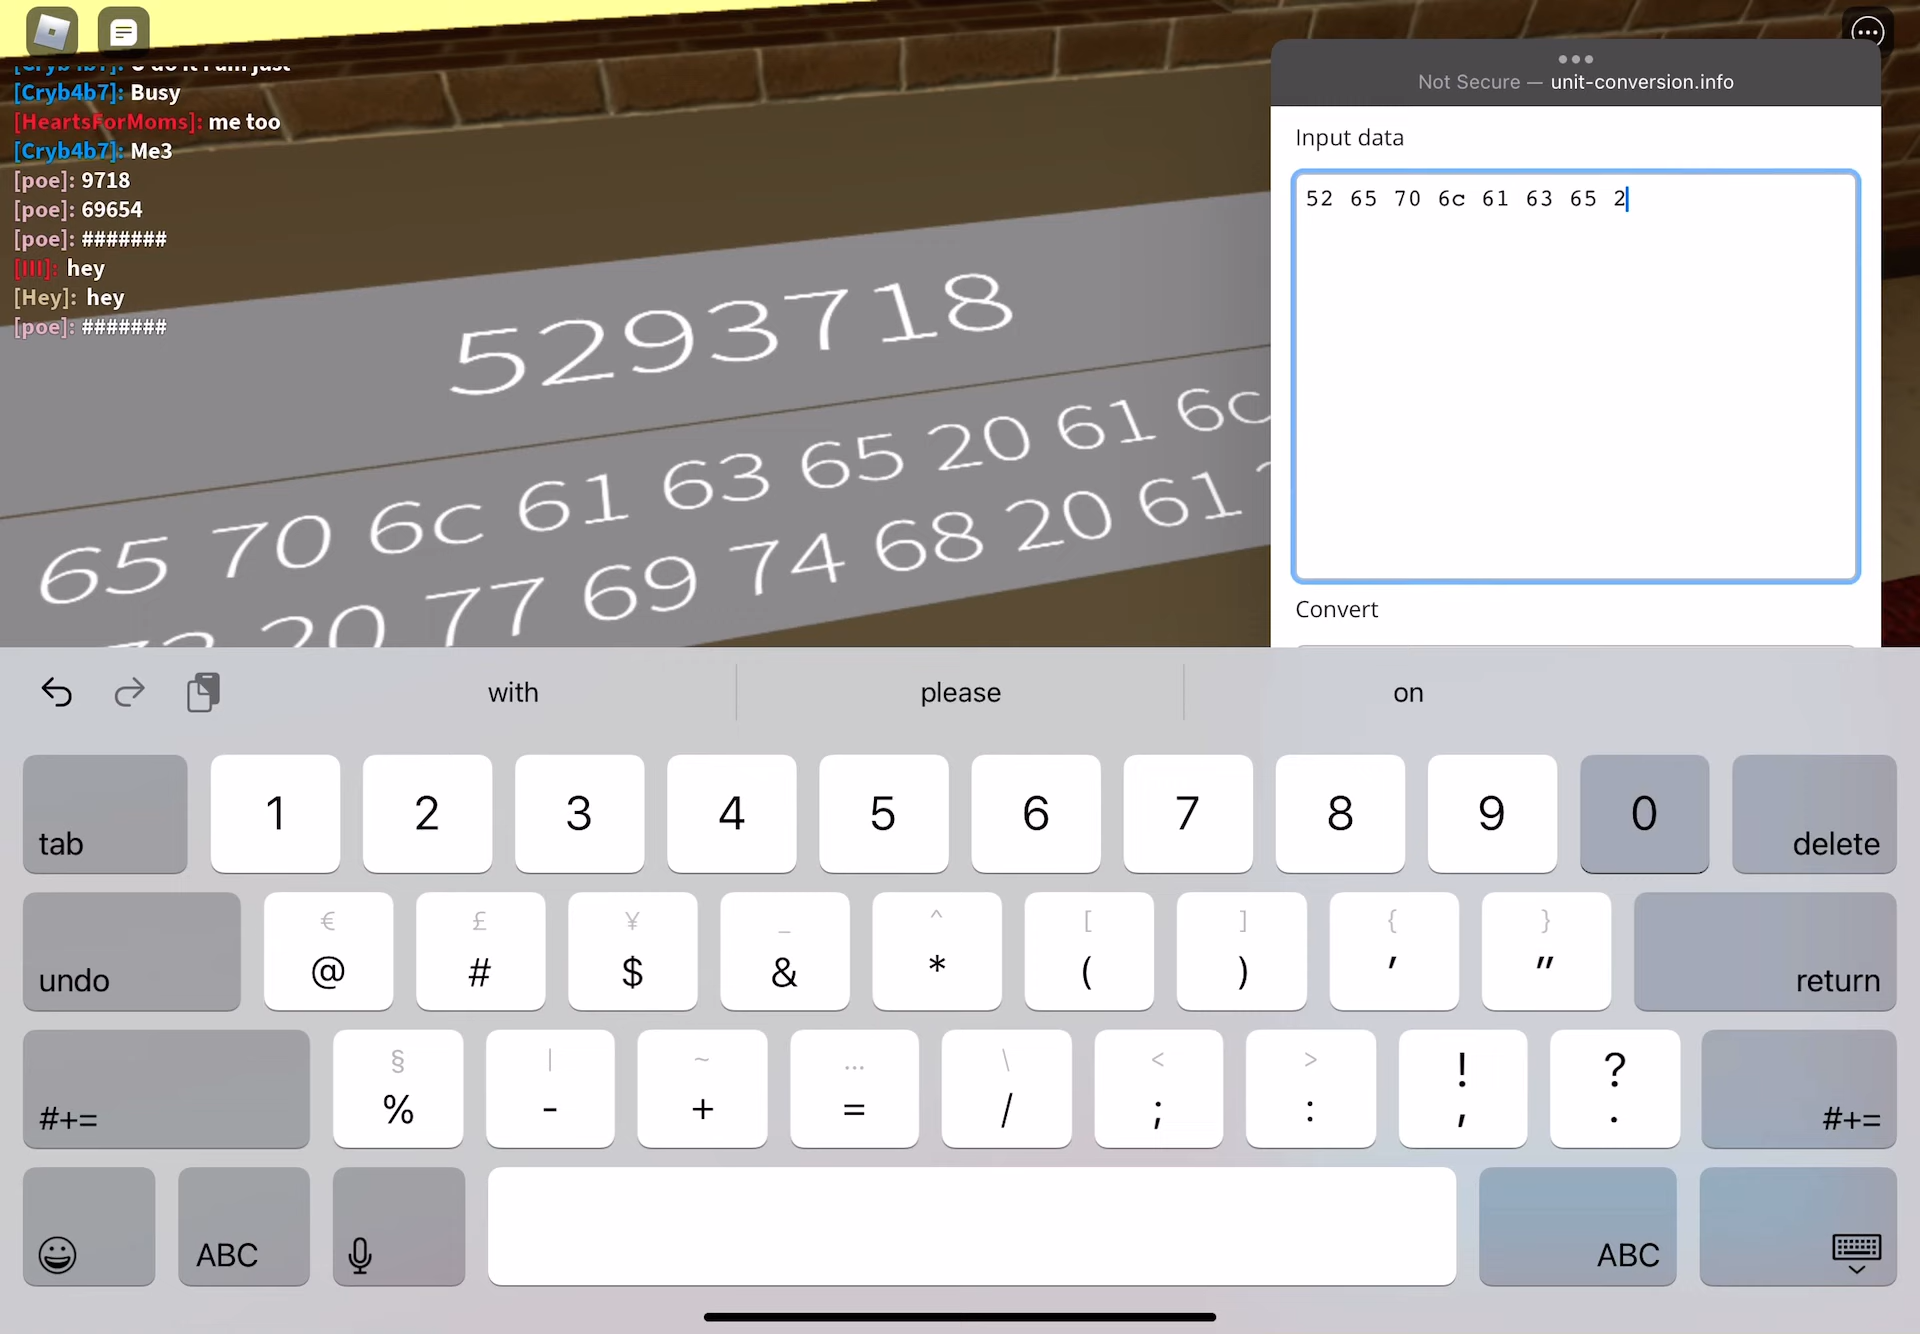 [Cryb4b7]:
[Cryb4b7]: Busy
[HeartsForMoms]: me too
[Cryb4b7]: Me3
[poe]: 9718
[poe]: 69654
[poe]: #######
[III]: hey
[Hey]: hey
[poe]: #######
5293718
65 70 6c 61 63 65 20 61 6c
20 77 69 74 68 20 61
Not Secure — unit-conversion.info
Input data
52 65 70 6c 61 63 65 2
Convert
with please on
tab 1 2 3 4 5 6 7 8 9 0 delete
€ £ ¥ _ ^ [ ] { }
undo @ # $ & * ( ) ' " return
§ | ~ … \ < > ! ?
#+= % - + = / ; : , . #+=
ABC ABC